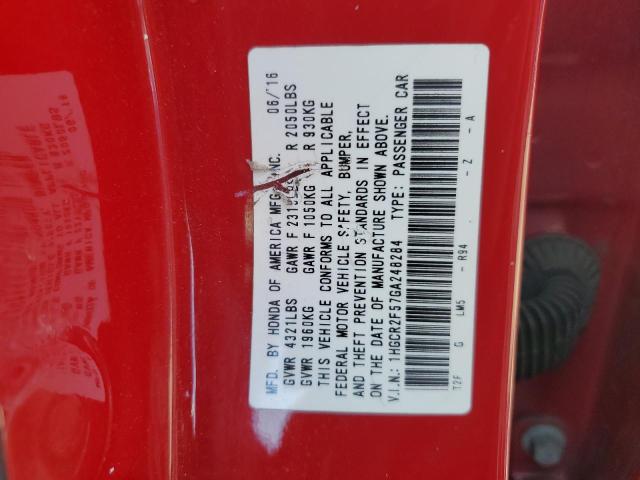 MFD. BY HONDA OF AMERICA MFG. INC. 06/'16
GVWR 4321LBS GAWR F 2315LBS R 2050LBS
GVWR 1960KG GAWR F 1050KG R 930KG
THIS VEHICLE CONFORMS TO ALL APPLICABLE
FEDERAL MOTOR VEHICLE SAFETY, BUMPER,
AND THEFT PREVENTION STANDARDS IN EFFECT
ON THE DATE OF MANUFACTURE SHOWN ABOVE.
V.I.N.: 1HGCR2F57GA248284 TYPE: PASSENGER CAR
T2F G LM5 - R94 - Z - A